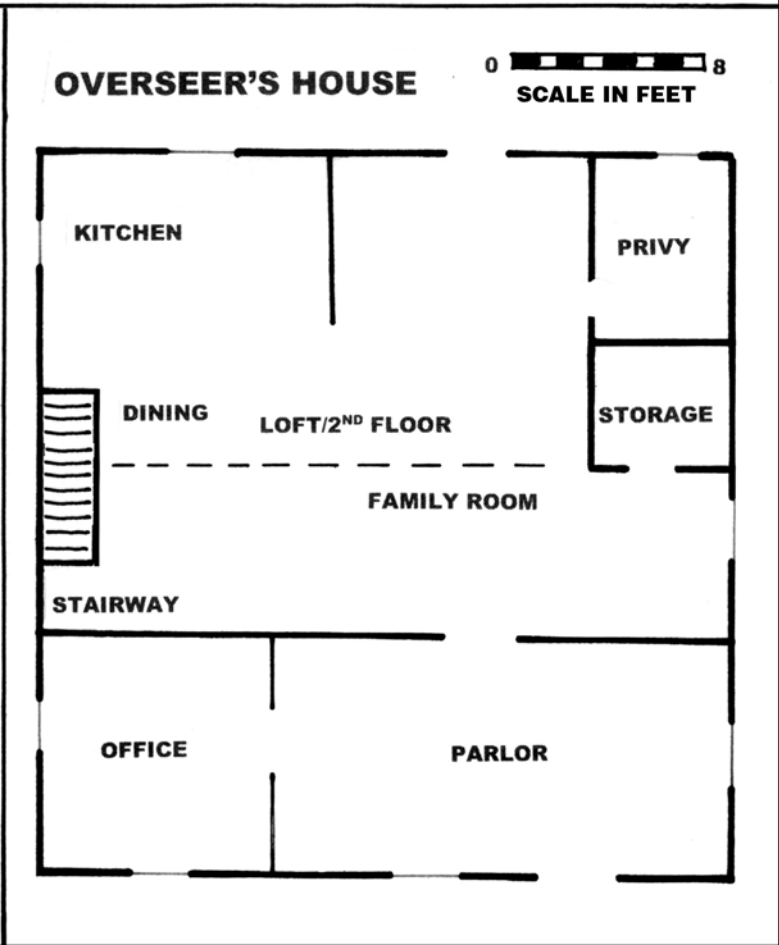 OVERSEER'S HOUSE
0 8
SCALE IN FEET
KITCHEN
PRIVY
DINING
LOFT/2ND FLOOR
STORAGE
FAMILY ROOM
STAIRWAY
OFFICE
PARLOR